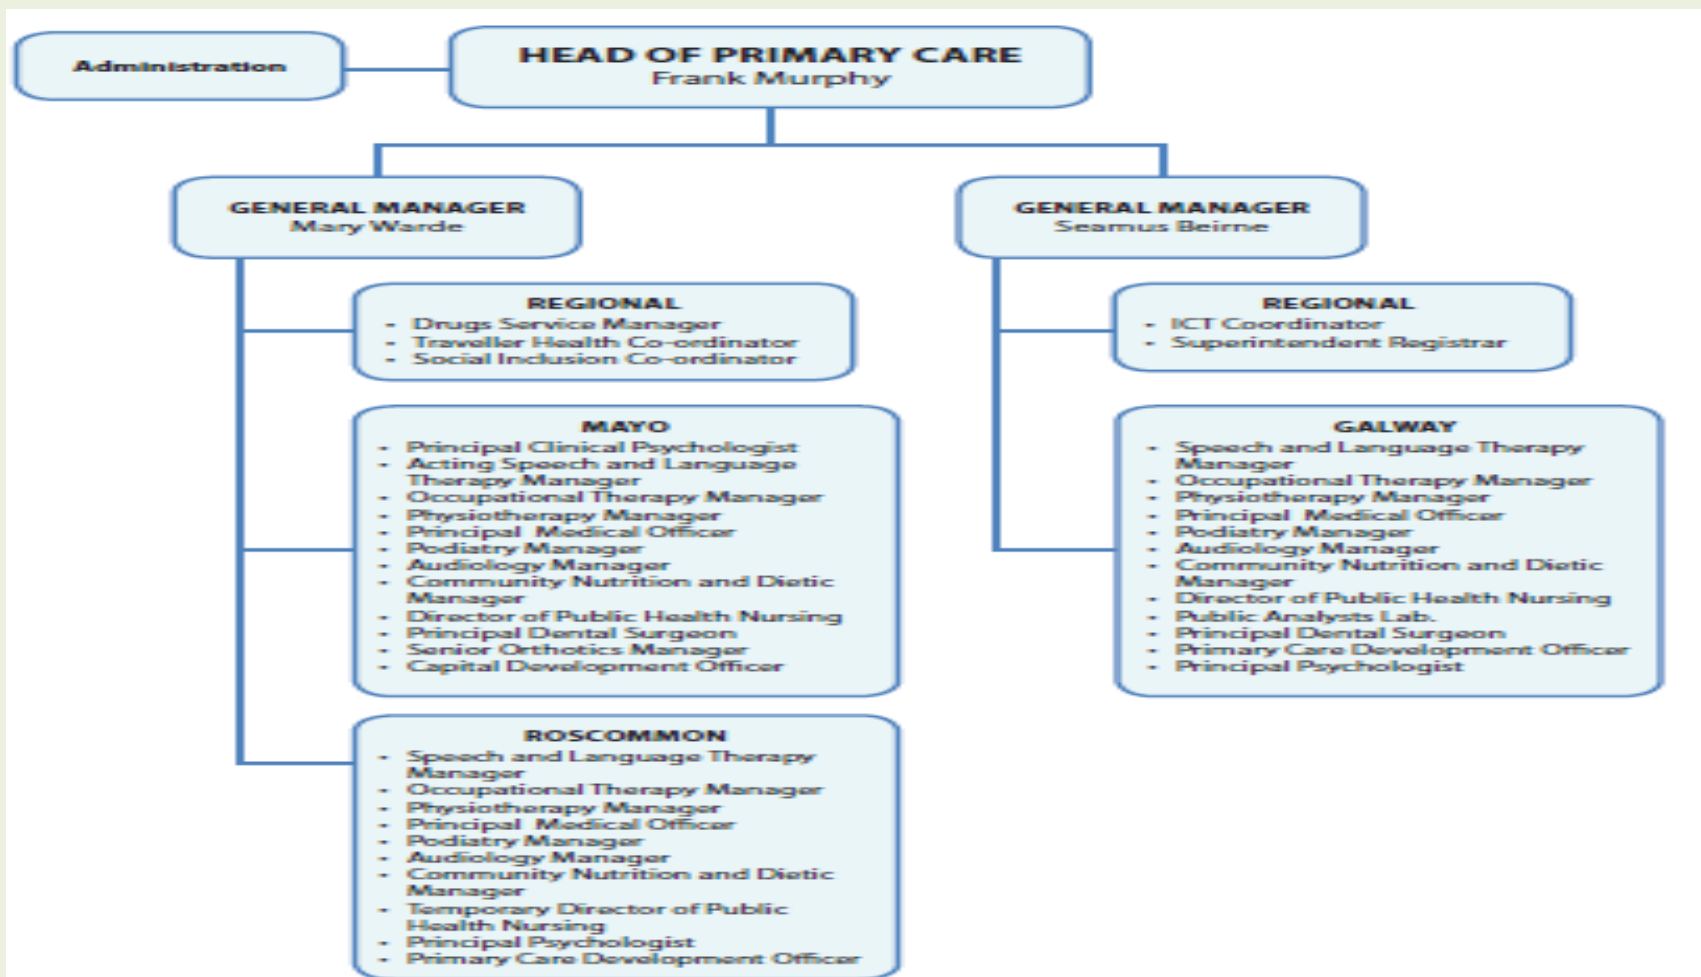 Administration
HEAD OF PRIMARY CARE
Frank Murphy
GENERAL MANAGER
Mary Warde
GENERAL MANAGER
Seamus Beirne
REGIONAL
• Drugs Service Manager
• Traveller Health Co-ordinator
• Social Inclusion Co-ordinator
REGIONAL
• ICT Coordinator
• Superintendent Registrar
MAYO
• Principal Clinical Psychologist
• Acting Speech and Language
Therapy Manager
• Occupational Therapy Manager
• Physiotherapy Manager
• Principal Medical Officer
• Podiatry Manager
• Audiology Manager
• Community Nutrition and Dietic
Manager
• Director of Public Health Nursing
• Principal Dental Surgeon
• Senior Orthotics Manager
• Capital Development Officer
GALWAY
• Speech and Language Therapy
Manager
• Occupational Therapy Manager
• Physiotherapy Manager
• Principal Medical Officer
• Podiatry Manager
• Audiology Manager
• Community Nutrition and Dietic
Manager
• Director of Public Health Nursing
• Public Analysts Lab.
• Principal Dental Surgeon
• Primary Care Development Officer
• Principal Psychologist
ROSCOMMON
• Speech and Language Therapy
Manager
• Occupational Therapy Manager
• Physiotherapy Manager
• Principal Medical Officer
• Podiatry Manager
• Audiology Manager
• Community Nutrition and Dietic
Manager
• Temporary Director of Public
Health Nursing
• Principal Psychologist
• Primary Care Development Officer